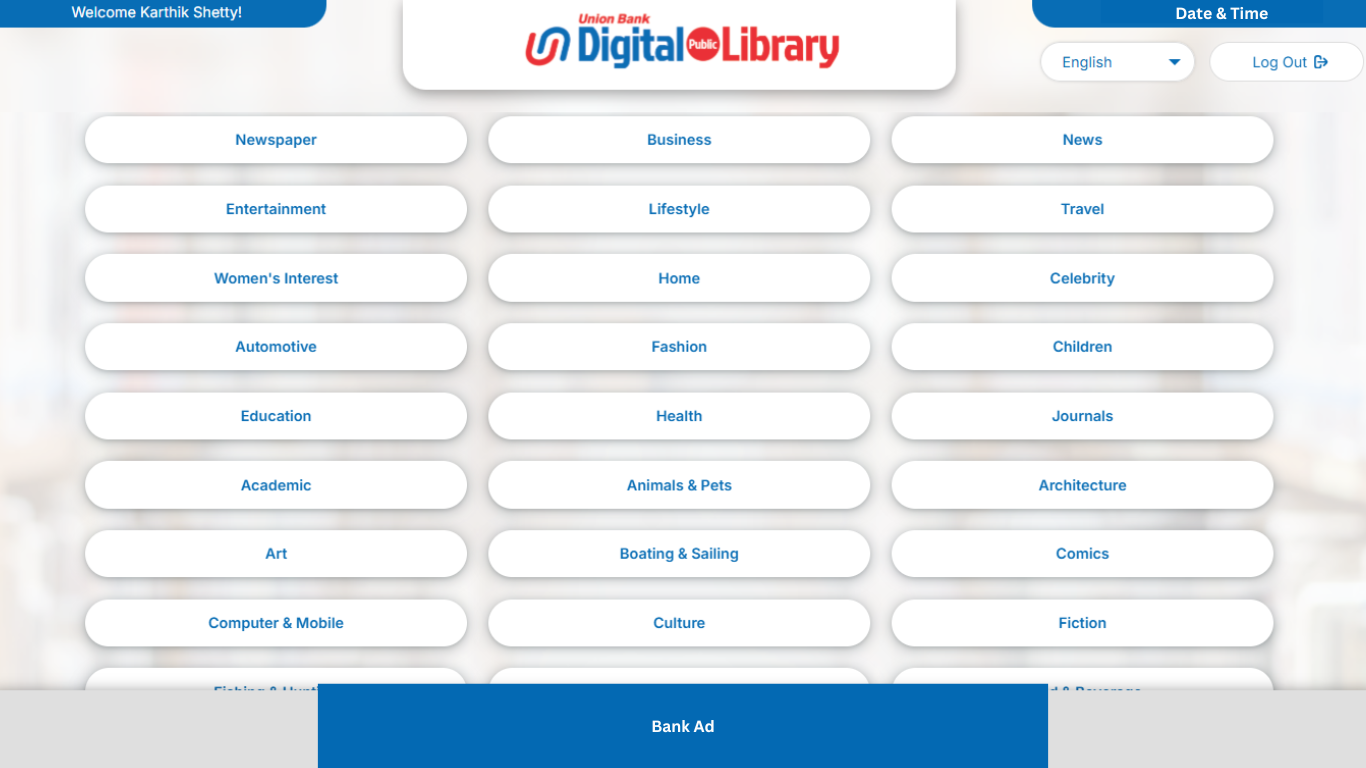 Welcome Karthik Shetty!
Union Bank
Digital Public Library
Date & Time
English
Log Out
Newspaper
Business
News
Entertainment
Lifestyle
Travel
Women's Interest
Home
Celebrity
Automotive
Fashion
Children
Education
Health
Journals
Academic
Animals & Pets
Architecture
Art
Boating & Sailing
Comics
Computer & Mobile
Culture
Fiction
Fishing &
& Beverage
Bank Ad